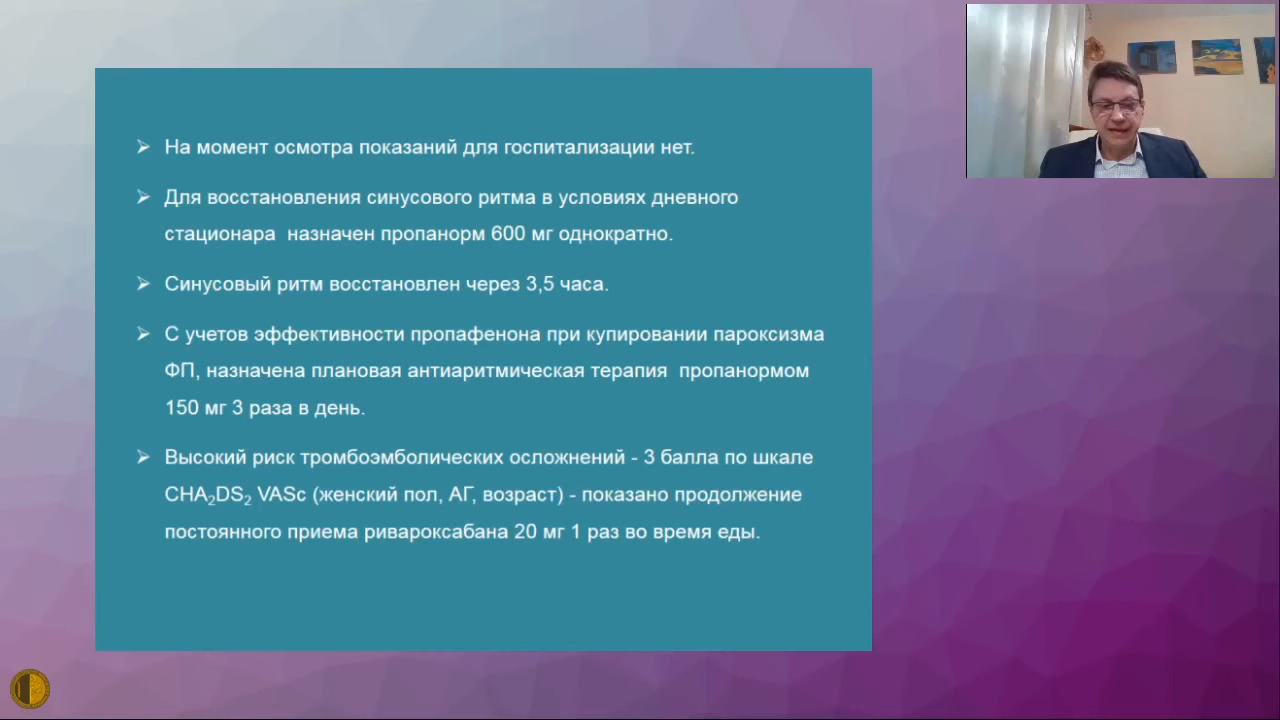 На момент осмотра показаний для госпитализации нет.
Для восстановления синусового ритма в условиях дневного
стационара назначен пропанорм 600 мг однократно.
Синусовый ритм восстановлен через 3,5 часа.
С учетов эффективности пропафенона при купировании пароксизма
ФП, назначена плановая антиаритмическая терапия пропанормом
150 мг 3 раза в день.
Высокий риск тромбоэмболических осложнений - 3 балла по шкале
CHA₂DS₂ VASc (женский пол, АГ, возраст) - показано продолжение
постоянного приема ривароксабана 20 мг 1 раз во время еды.